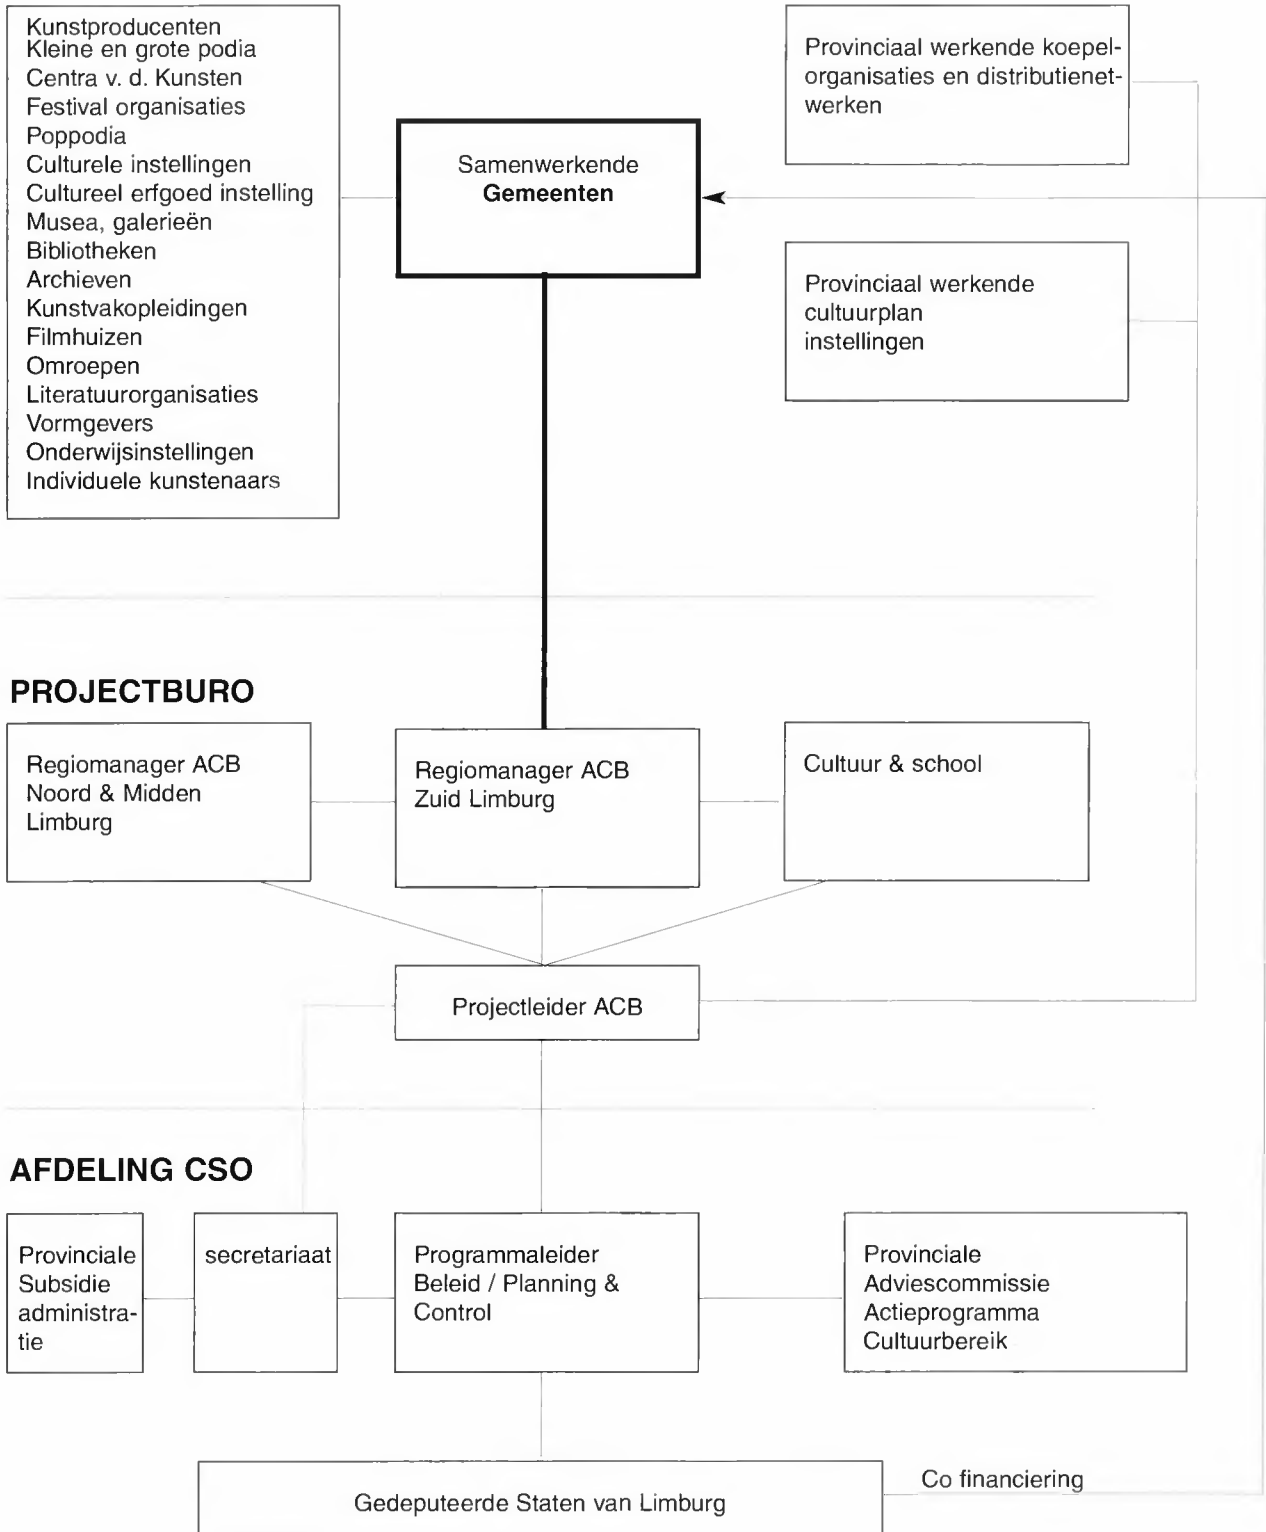 Kunstproducenten
Kleine en grote podia
Centra v. d. Kunsten
Festival organisaties
Poppodia
Culturele instellingen
Cultureel erfgoed instelling
Musea, galerieën
Bibliotheken
Archieven
Kunstvakopleidingen
Filmhuizen
Omroepen
Literatuurorganisaties
Vormgevers
Onderwijsinstellingen
Individuele kunstenaars
Samenwerkende
Gemeenten
Provinciaal werkende koepel-
organisaties en distributienet-
werken
Provinciaal werkende
cultuurplan
instellingen
PROJECTBURO
Regiomanager ACB
Noord & Midden
Limburg
Regiomanager ACB
Zuid Limburg
Cultuur & school
Projectleider ACB
AFDELING CSO
Provinciale
Subsidie
administra-
tie
secretariaat
Programmaleider
Beleid / Planning &
Control
Provinciale
Adviescommissie
Actieprogramma
Cultuurbereik
Gedeputeerde Staten van Limburg
Co financiering